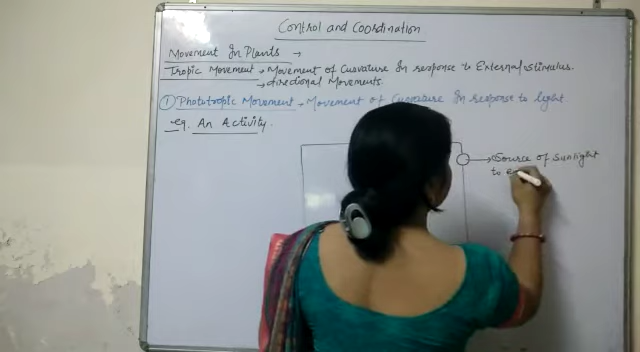 Control and Coordination
Movement In Plants →
Tropic Movement → Movement of Curvature In response to External Stimulus.
→ directional Movements.
① Phototropic Movement → Movement of Curvature In response to light
eg. An Activity.
→ Source of sunlight
to